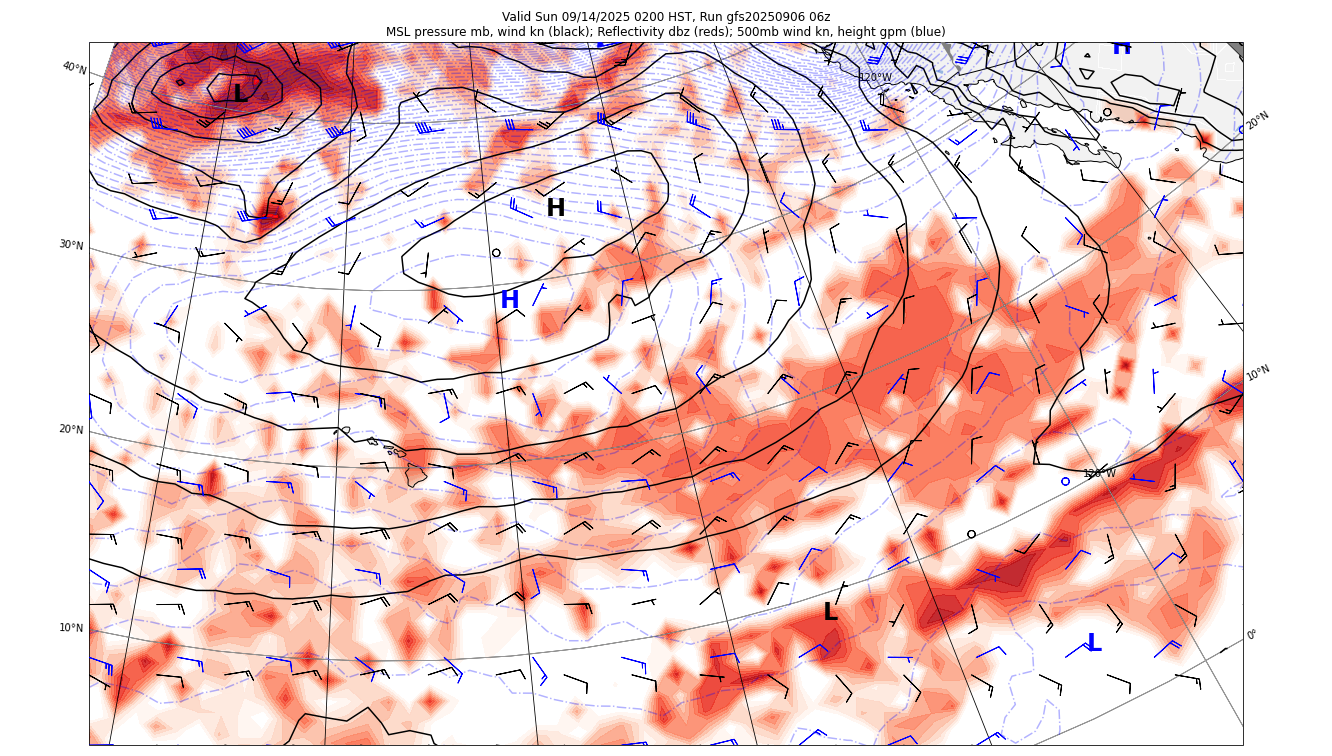 Valid Sun 09/14/2025 0200 HST, Run gfs20250906 06z
MSL pressure mb, wind kn (black); Reflectivity dbz (reds); 500mb wind kn, height gpm (blue)
H
40°N
120°W
L
20°N
H
30°N
H
10°N
20°N
120°W
L
10°N
0°
L